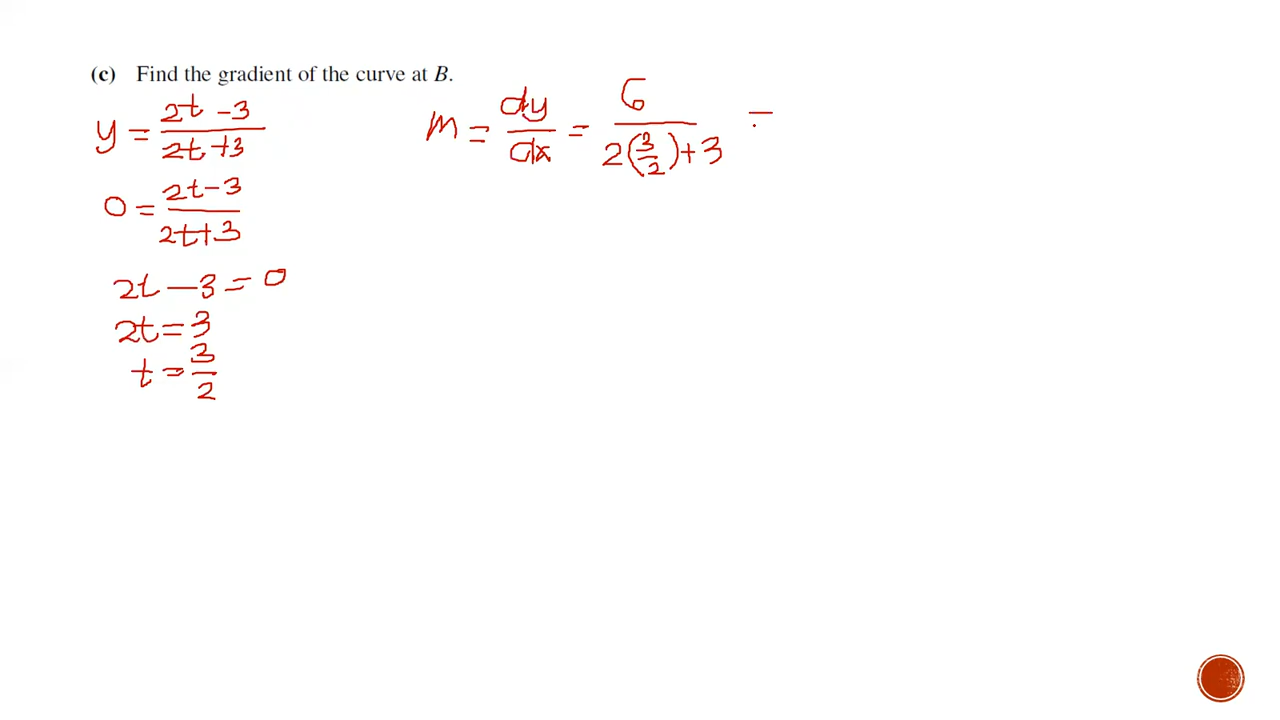 (c) Find the gradient of the curve at B.
y = (2t - 3)/(2t + 3)
0 = (2t - 3)/(2t + 3)
2t - 3 = 0
2t = 3
t = 3/2
m = dy/dx = 6/(2(3/2) + 3) =